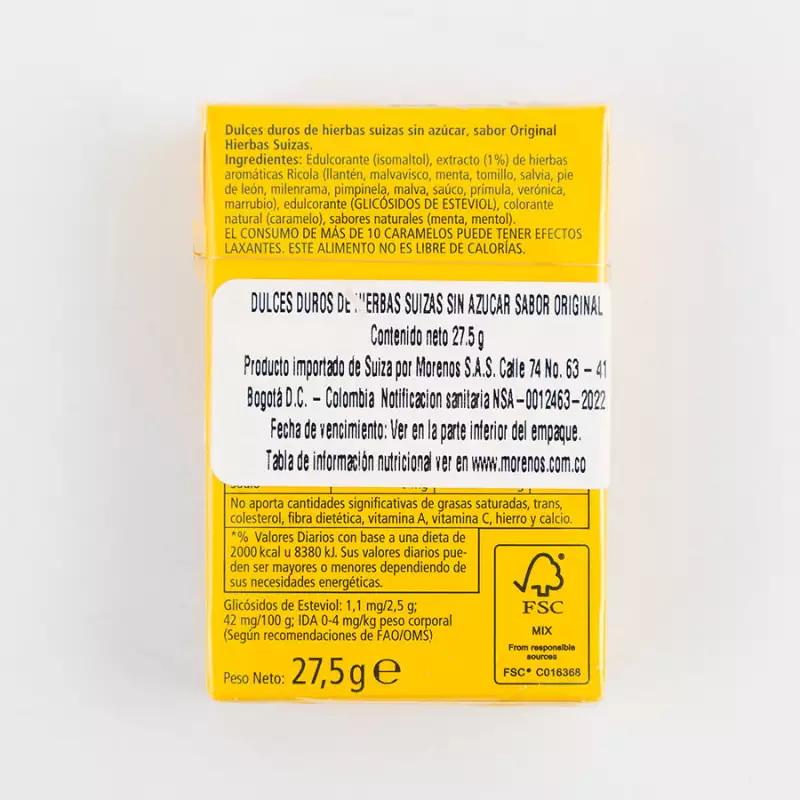 Dulces duros de hierbas suizas sin azúcar, sabor Original
Hierbas Suizas.
Ingredientes: Edulcorante (isomaltol), extracto (1%) de hierbas
aromáticas Ricola (llantén, malvavisco, menta, tomillo, salvia, pie
de león, milenrama, pimpinela, malva, saúco, prímula, verónica,
marrubio), edulcorante (GLICÓSIDOS DE ESTEVIOL), colorante
natural (caramelo), sabores naturales (menta, mentol).
EL CONSUMO DE MÁS DE 10 CARAMELOS PUEDE TENER EFECTOS
LAXANTES. ESTE ALIMENTO NO ES LIBRE DE CALORÍAS.
DULCES DUROS DE HIERBAS SUIZAS SIN AZUCAR SABOR ORIGINAL
Contenido neto 27.5 g
Producto importado de Suiza por Morenos S.A.S. Calle 74 No. 63 – 41
Bogotá D.C. – Colombia Notificacion sanitaria NSA–0012463–2022
Fecha de vencimiento: Ver en la parte inferior del empaque.
Tabla de información nutricional ver en www.morenos.com.co
No aporta cantidades significativas de grasas saturadas, trans,
colesterol, fibra dietética, vitamina A, vitamina C, hierro y calcio.
*% Valores Diarios con base a una dieta de
2000 kcal u 8380 kJ. Sus valores diarios pue-
den ser mayores o menores dependiendo de
sus necesidades energéticas.
Glicósidos de Esteviol: 1,1 mg/2,5 g;
42 mg/100 g; IDA 0-4 mg/kg peso corporal
(Según recomendaciones de FAO/OMS)
Peso Neto: 27,5 g e
FSC
MIX
From responsible
sources
FSC® C016368